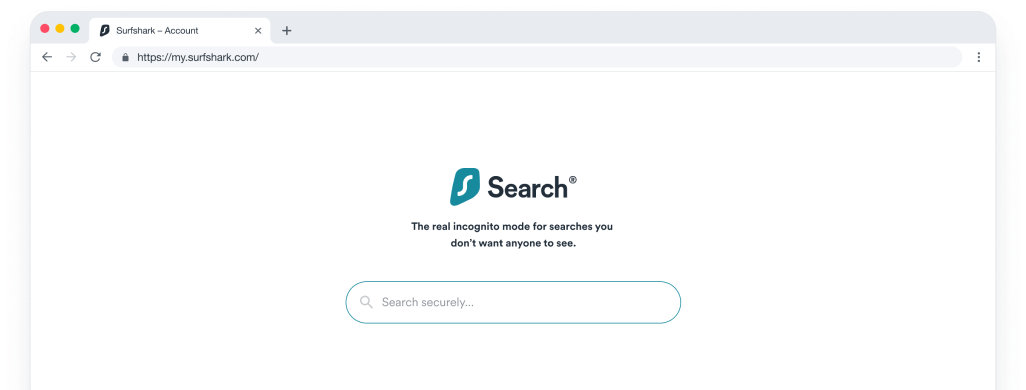 Surfshark – Account
https://my.surfshark.com/
Search®
The real incognito mode for searches you
don't want anyone to see.
Search securely...